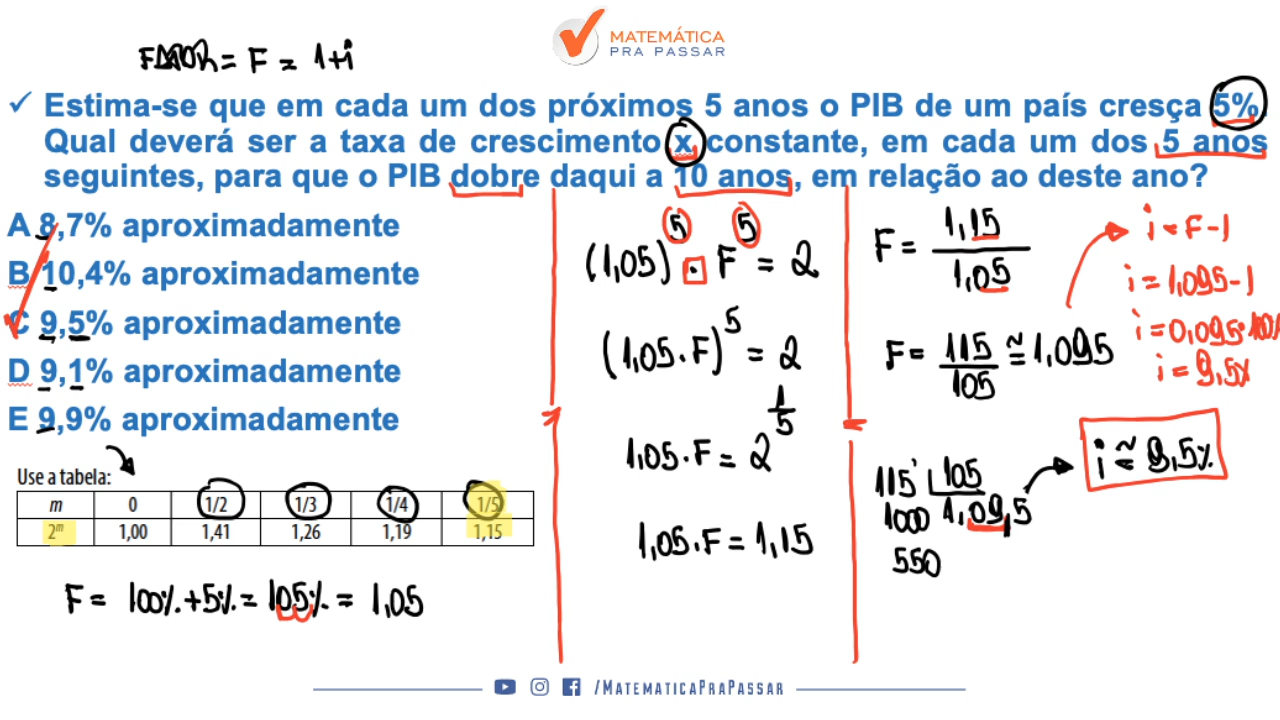 MATEMÁTICA
PRA PASSAR
FATOR = F = 1+i
✓ Estima-se que em cada um dos próximos 5 anos o PIB de um país cresça 5%.
Qual deverá ser a taxa de crescimento x constante, em cada um dos 5 anos
seguintes, para que o PIB dobre daqui a 10 anos, em relação ao deste ano?
A 8,7% aproximadamente
B 10,4% aproximadamente
C 9,5% aproximadamente
D 9,1% aproximadamente
E 9,9% aproximadamente
Use a tabela:
m 0 1/2 1/3 1/4 1/5
2^m 1,00 1,41 1,26 1,19 1,15
F = 100% + 5% = 105% = 1,05
(1,05)^5 · F^5 = 2
(1,05 · F)^5 = 2
1,05 · F = 2^(1/5)
1,05 · F = 1,15
F = 1,15/1,05
F = 115/105 ≅ 1,095
i = F - 1
i = 1,095 - 1
i = 0,095 · 100%
i = 9,5%
115 105
1000 1,09,5
550
i ≅ 9,5%
/MatematicaPraPassar